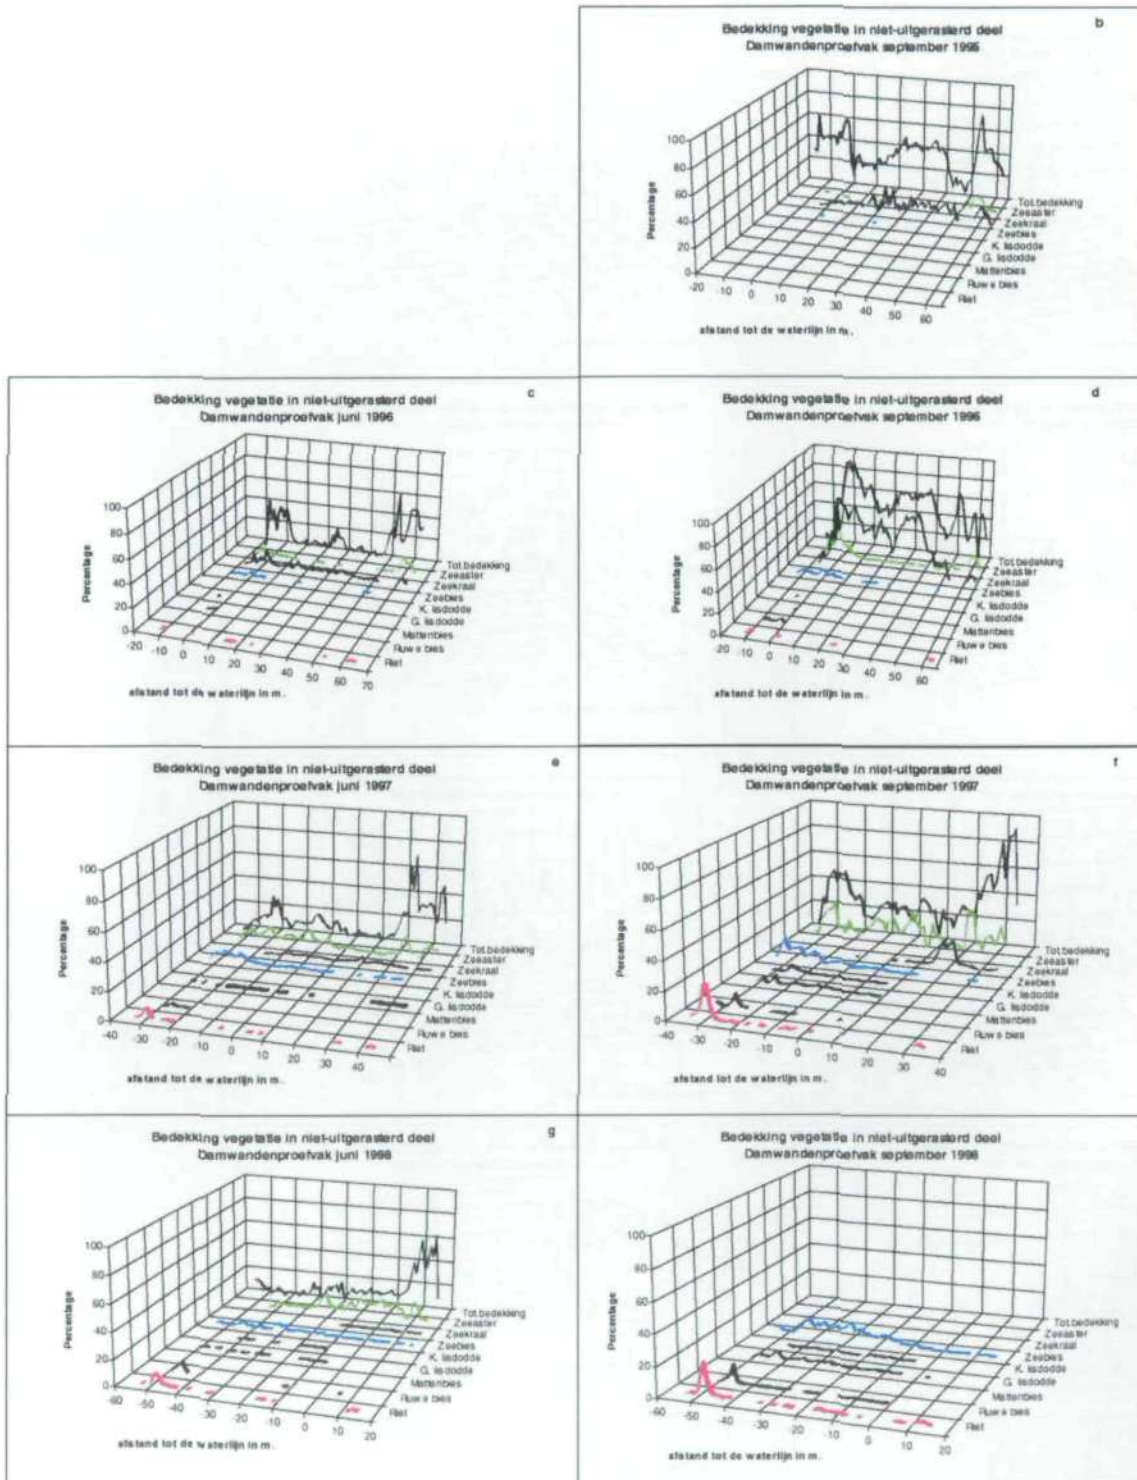 b
Bedekking vegetatie in niet-uitgerasterd deel
Damwandenproefvak september 1995
Percentage
100
80
60
40
20
0
-20 -10 0 10 20 30 40 50 60
Tot.bedekking
Zeeaster
Zeekraal
Zeebies
K. lisdodde
G. lisdodde
Mattenbies
Ruwe bies
Riet
afstand tot de waterlijn in m.
c
Bedekking vegetatie in niet-uitgerasterd deel
Damwandenproefvak juni 1996
Percentage
100
80
60
40
20
0
-20 -10 0 10 20 30 40 50 60 70
Tot.bedekking
Zeeaster
Zeekraal
Zeebies
K. lisdodde
G. lisdodde
Mattenbies
Ruwe bies
Riet
afstand tot de waterlijn in m.
d
Bedekking vegetatie in niet-uitgerasterd deel
Damwandenproefvak september 1996
Percentage
100
80
60
40
20
0
-20 -10 0 10 20 30 40 50 60
Tot.bedekking
Zeeaster
Zeekraal
Zeebies
K. lisdodde
G. lisdodde
Mattenbies
Ruwe bies
Riet
afstand tot de waterlijn in m.
e
Bedekking vegetatie in niet-uitgerasterd deel
Damwandenproefvak juni 1997
Percentage
100
80
60
40
20
0
-40 -30 -20 -10 0 10 20 30 40
Tot.bedekking
Zeeaster
Zeekraal
Zeebies
K. lisdodde
G. lisdodde
Mattenbies
Ruwe bies
Riet
afstand tot de waterlijn in m.
f
Bedekking vegetatie in niet-uitgerasterd deel
Damwandenproefvak september 1997
Percentage
100
80
60
40
20
0
-40 -30 -20 -10 0 10 20 30 40
Tot.bedekking
Zeeaster
Zeekraal
Zeebies
K. lisdodde
G. lisdodde
Mattenbies
Ruwe bies
Riet
afstand tot de waterlijn in m.
g
Bedekking vegetatie in niet-uitgerasterd deel
Damwandenproefvak juni 1998
Percentage
100
80
60
40
20
0
-60 -50 -40 -30 -20 -10 0 10 20
Tot.bedekking
Zeeaster
Zeekraal
Zeebies
K. lisdodde
G. lisdodde
Mattenbies
Ruwe bies
Riet
afstand tot de waterlijn in m.
Bedekking vegetatie in niet-uitgerasterd deel
Damwandenproefvak september 1998
Percentage
100
80
60
40
20
0
-60 -50 -40 -30 -20 -10 0 10 20
Tot.bedekking
Zeeaster
Zeekraal
Zeebies
K. lisdodde
G. lisdodde
Mattenbies
Ruwe bies
Riet
afstand tot de waterlijn in m.